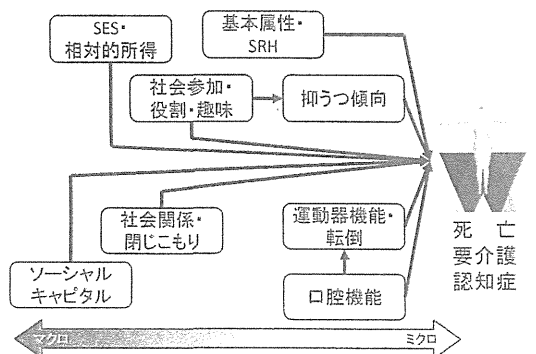 SES・
相対的所得
基本属性・
SRH
社会参加・
役割・趣味
抑うつ傾向
社会関係・
閉じこもり
運動器機能・
転倒
ソーシャル
キャピタル
口腔機能
死 亡
要介護
認知症
マクロ
ミクロ